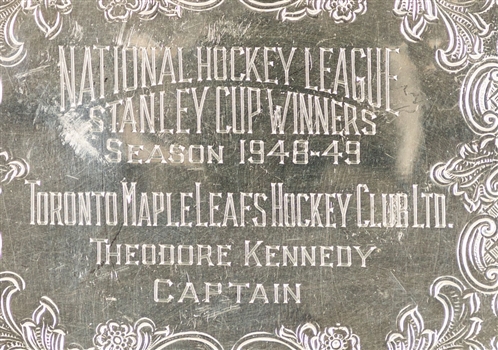 NATIONAL HOCKEY LEAGUE
STANLEY CUP WINNERS
SEASON 1948-49
TORONTO MAPLE LEAFS HOCKEY CLUB LTD.
THEODORE KENNEDY
CAPTAIN